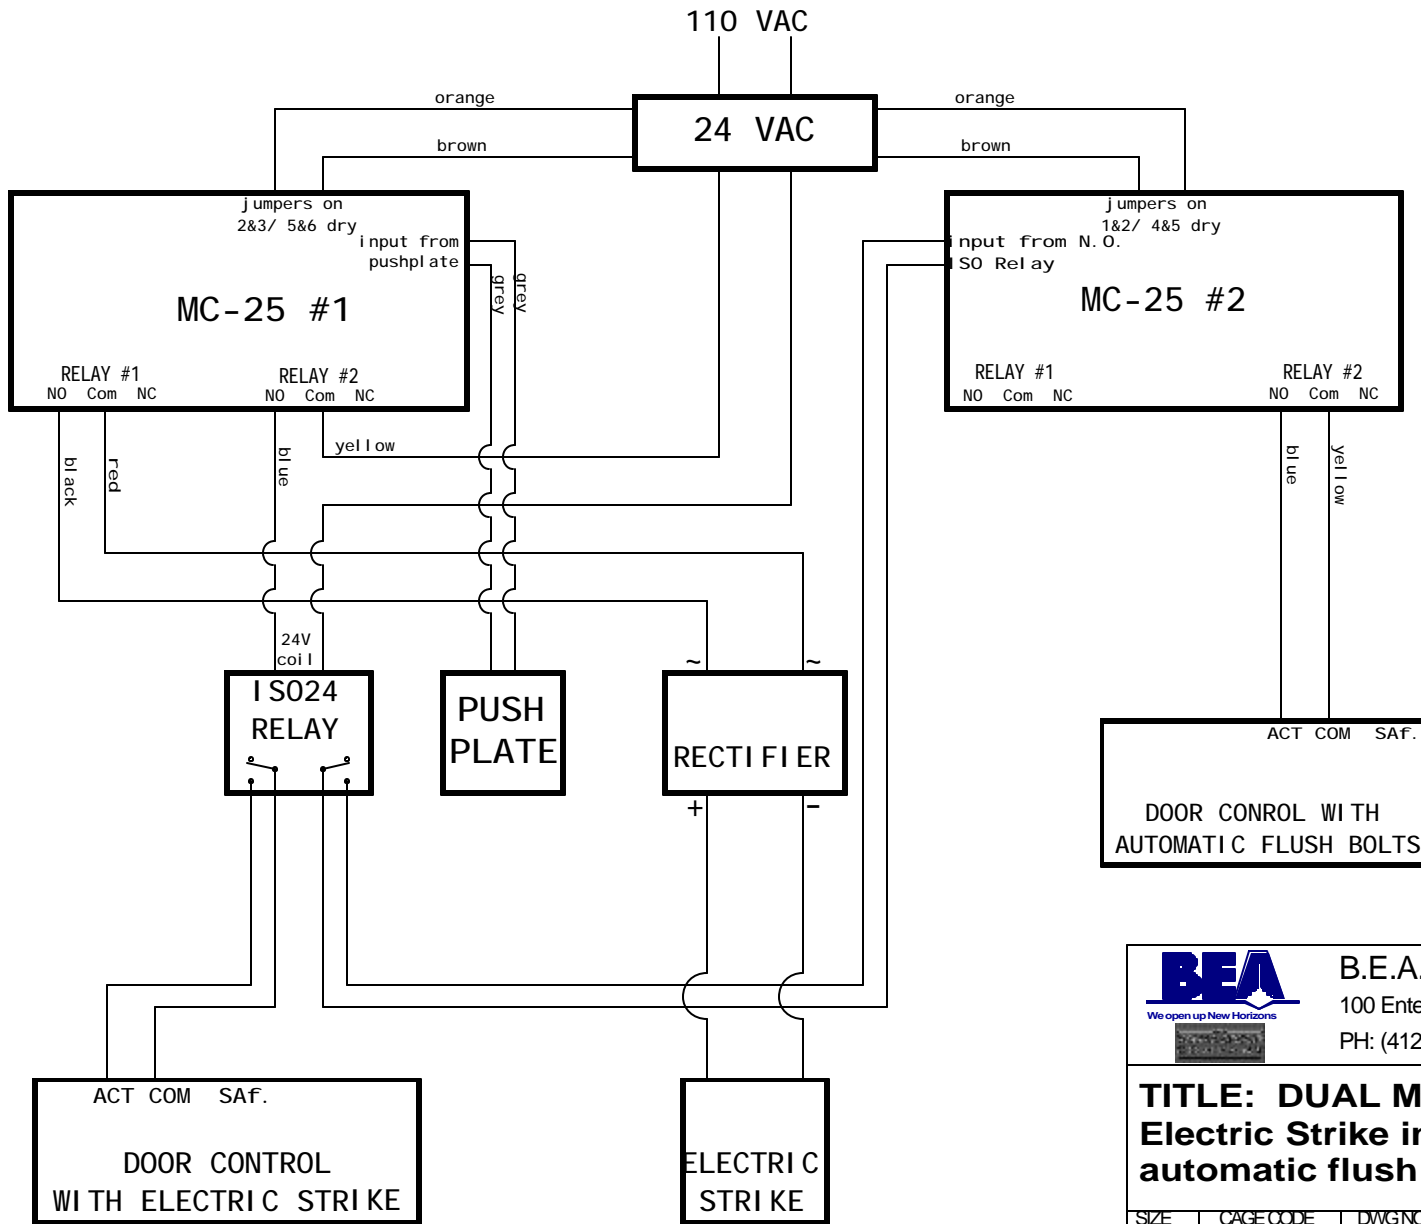 110 VAC
orange
orange
24 VAC
brown
brown
jumpers on
2&3/ 5&6 dry
input from
pushplate
MC-25 #1
grey
grey
RELAY #1
NO Com NC
RELAY #2
NO Com NC
jumpers on
1&2/ 4&5 dry
input from N.O.
ISO Relay
MC-25 #2
RELAY #1
NO Com NC
RELAY #2
NO Com NC
black
red
blue
yellow
blue
yellow
24V
coil
ISO24
RELAY
PUSH
PLATE
~ ~
RECTIFIER
+ -
ACT COM SAf.
DOOR CONROL WITH
AUTOMATIC FLUSH BOLTS
ACT COM SAf.
DOOR CONTROL
WITH ELECTRIC STRIKE
ELECTRIC
STRIKE
BEA
We open up New Horizons
B.E.A.
100 Ente
PH: (412
TITLE: DUAL M
Electric Strike in
automatic flush
SIZE CAGE CODE DWG NO